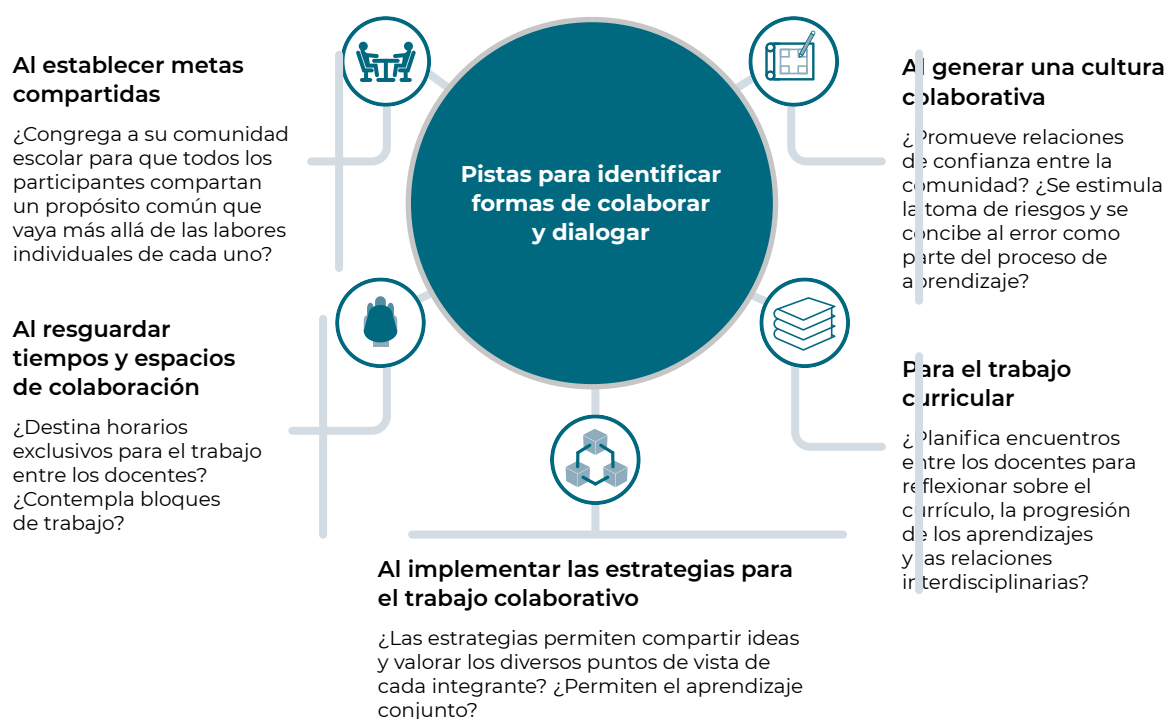 Pistas para identificar
formas de colaborar
y dialogar
Al establecer metas
compartidas
¿Congrega a su comunidad
escolar para que todos los
participantes compartan
un propósito común que
vaya más allá de las labores
individuales de cada uno?
Al resguardar
tiempos y espacios
de colaboración
¿Destina horarios
exclusivos para el trabajo
entre los docentes?
¿Contempla bloques
de trabajo?
Al implementar las estrategias para
el trabajo colaborativo
¿Las estrategias permiten compartir ideas
y valorar los diversos puntos de vista de
cada integrante? ¿Permiten el aprendizaje
conjunto?
Al generar una cultura
colaborativa
¿Promueve relaciones
de confianza entre la
comunidad? ¿Se estimula
la toma de riesgos y se
concibe al error como
parte del proceso de
aprendizaje?
Para el trabajo
curricular
¿Planifica encuentros
entre los docentes para
reflexionar sobre el
currículo, la progresión
de los aprendizajes
y las relaciones
interdisciplinarias?